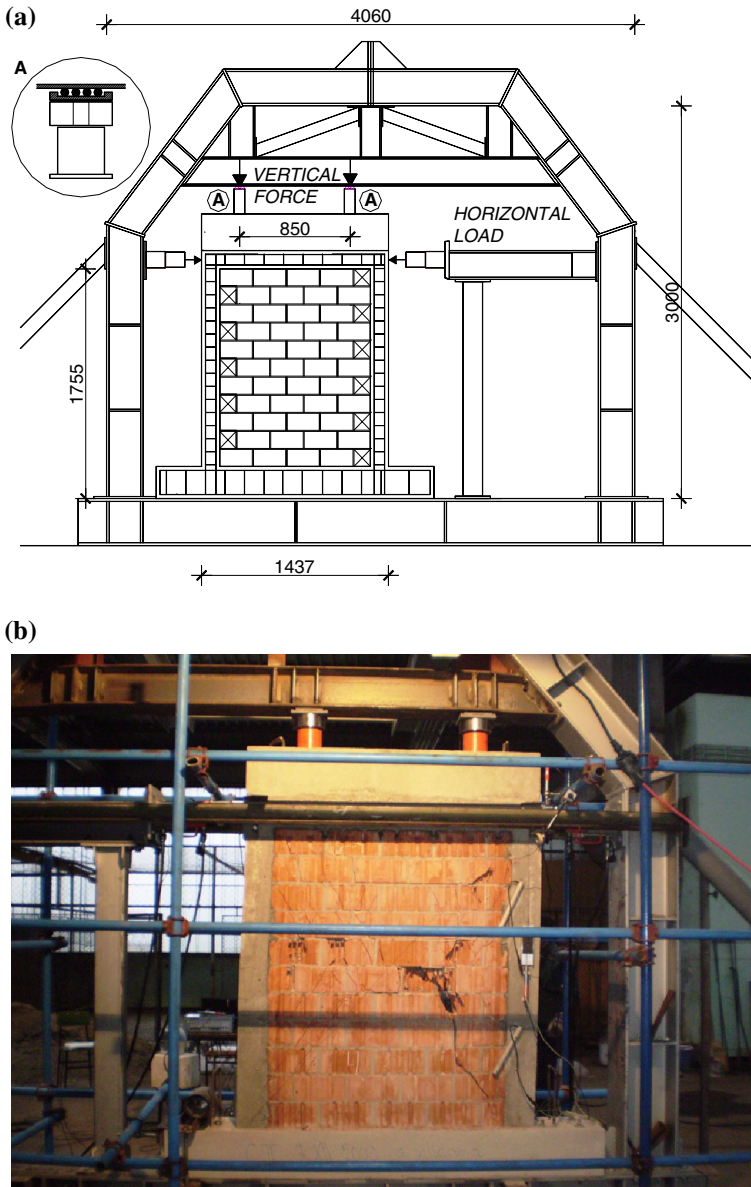 (a)
4060
A
VERTICAL
FORCE
A
A
HORIZONTAL
LOAD
850
3000
1755
1437
(b)